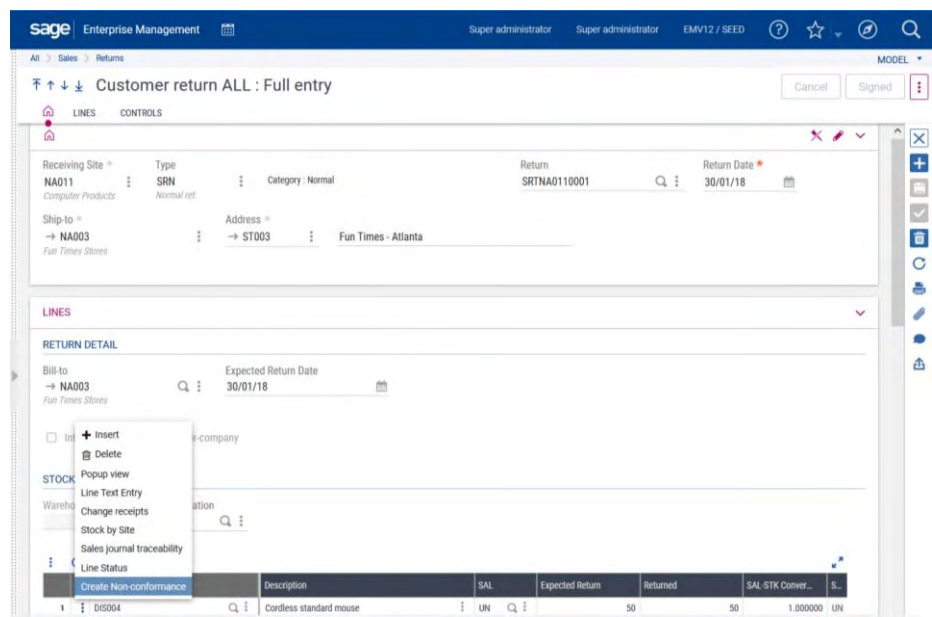 sage Enterprise Management Super administrator Super administrator EMV12 / SEED
All > Sales > Returns MODEL
Customer return ALL : Full entry Cancel Signed
LINES CONTROLS
Receiving Site * Type Return Return Date *
NA011 SRN Category : Normal SRTNA0110001 30/01/18
Computer Products Normal ret.
Ship-to * Address *
→ NA003 → ST003 Fun Times - Atlanta
Fun Times Stores
LINES
RETURN DETAIL
Bill-to Expected Return Date
→ NA003 30/01/18
Fun Times Stores
+ Insert
r-company
Delete
Popup view
STOCK
Line Text Entry
Change receipts
Stock by Site
Sales journal traceability
Line Status
Create Non-conformance Description SAL Expected Return Returned SAL-STK Conver... S...
1 DIS004 Cordless standard mouse UN 50 50 1.000000 UN